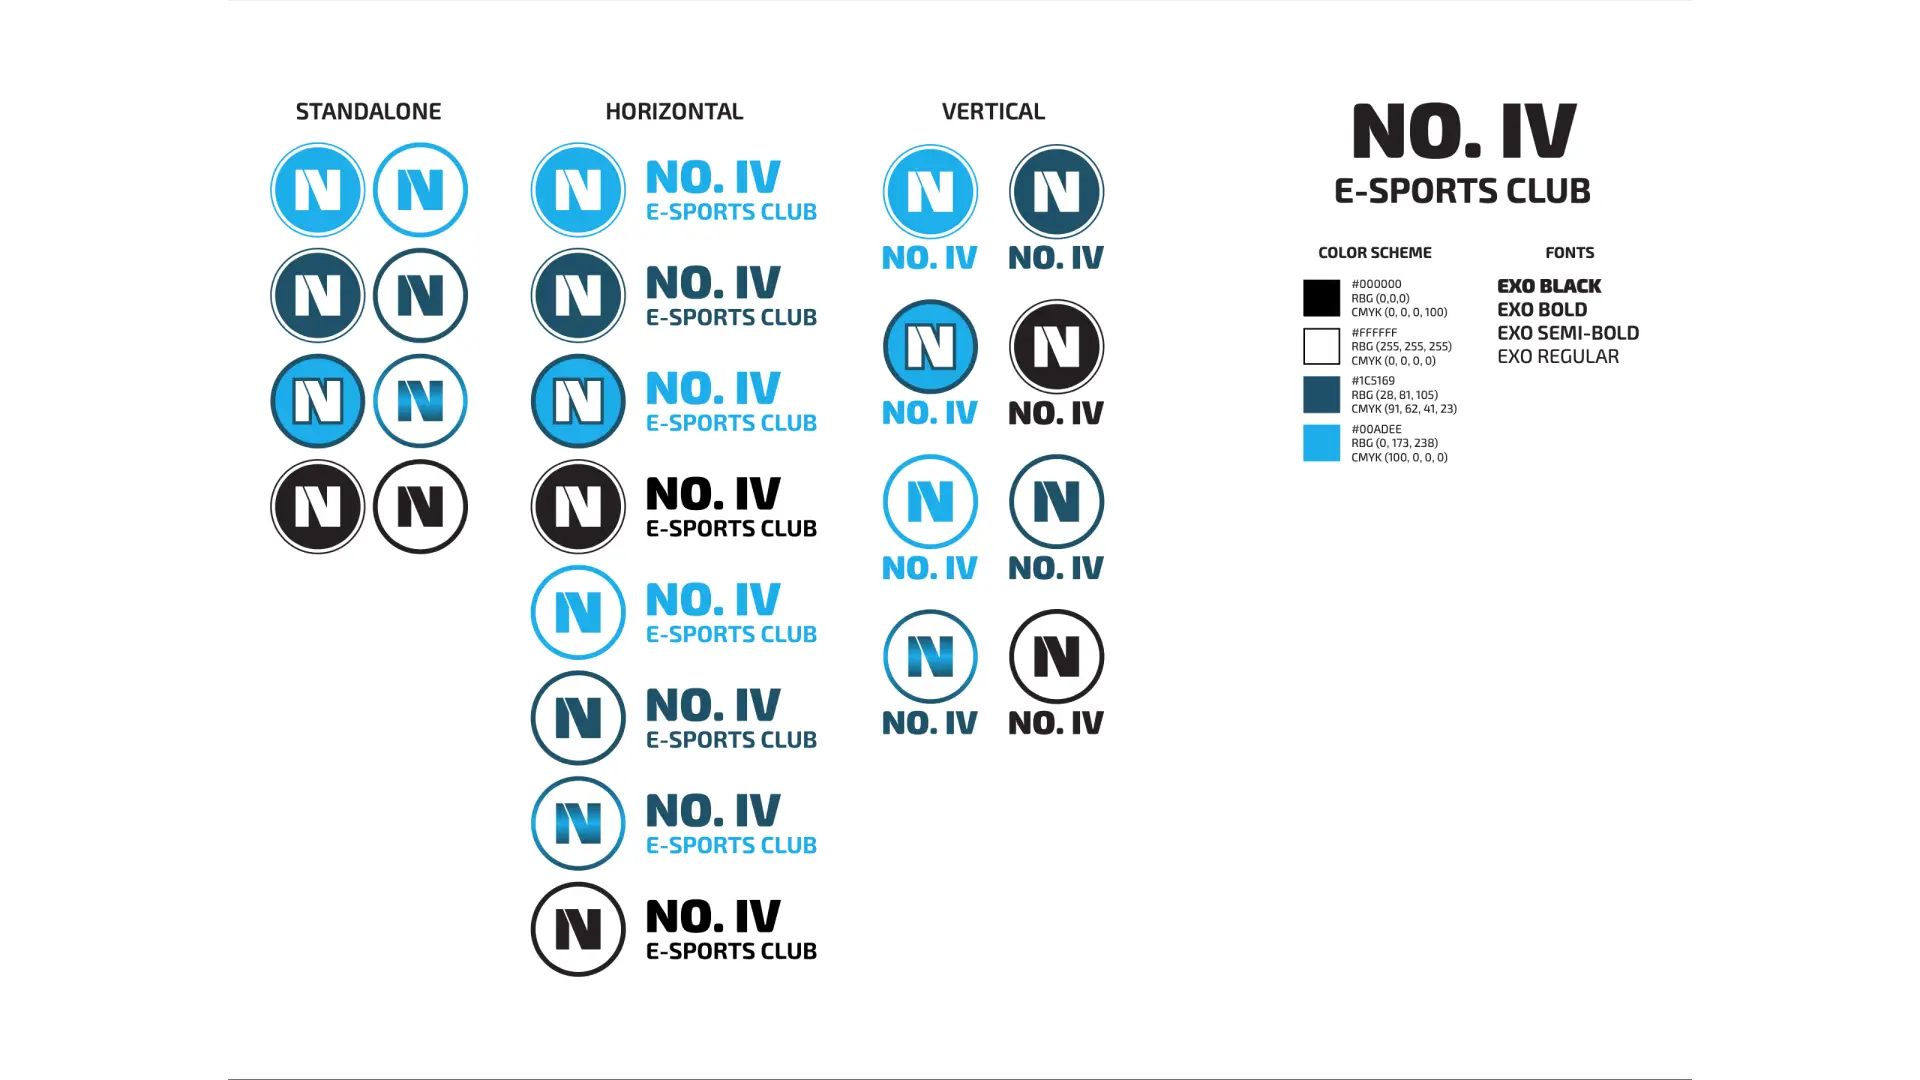 STANDALONE
N N
N N
N N
N N
HORIZONTAL
N NO. IV
E-SPORTS CLUB
N NO. IV
E-SPORTS CLUB
N NO. IV
E-SPORTS CLUB
N NO. IV
E-SPORTS CLUB
N NO. IV
E-SPORTS CLUB
N NO. IV
E-SPORTS CLUB
N NO. IV
E-SPORTS CLUB
N NO. IV
E-SPORTS CLUB
VERTICAL
N N
NO. IV NO. IV
N N
NO. IV NO. IV
N N
NO. IV NO. IV
N N
NO. IV NO. IV
NO. IV
E-SPORTS CLUB
COLOR SCHEME
#000000
RBG (0,0,0)
CMYK (0, 0, 0, 100)
#FFFFFF
RBG (255, 255, 255)
CMYK (0, 0, 0, 0)
#1C5169
RBG (28, 81, 105)
CMYK (91, 62, 41, 23)
#00ADEE
RBG (0, 173, 238)
CMYK (100, 0, 0, 0)
FONTS
EXO BLACK
EXO BOLD
EXO SEMI-BOLD
EXO REGULAR